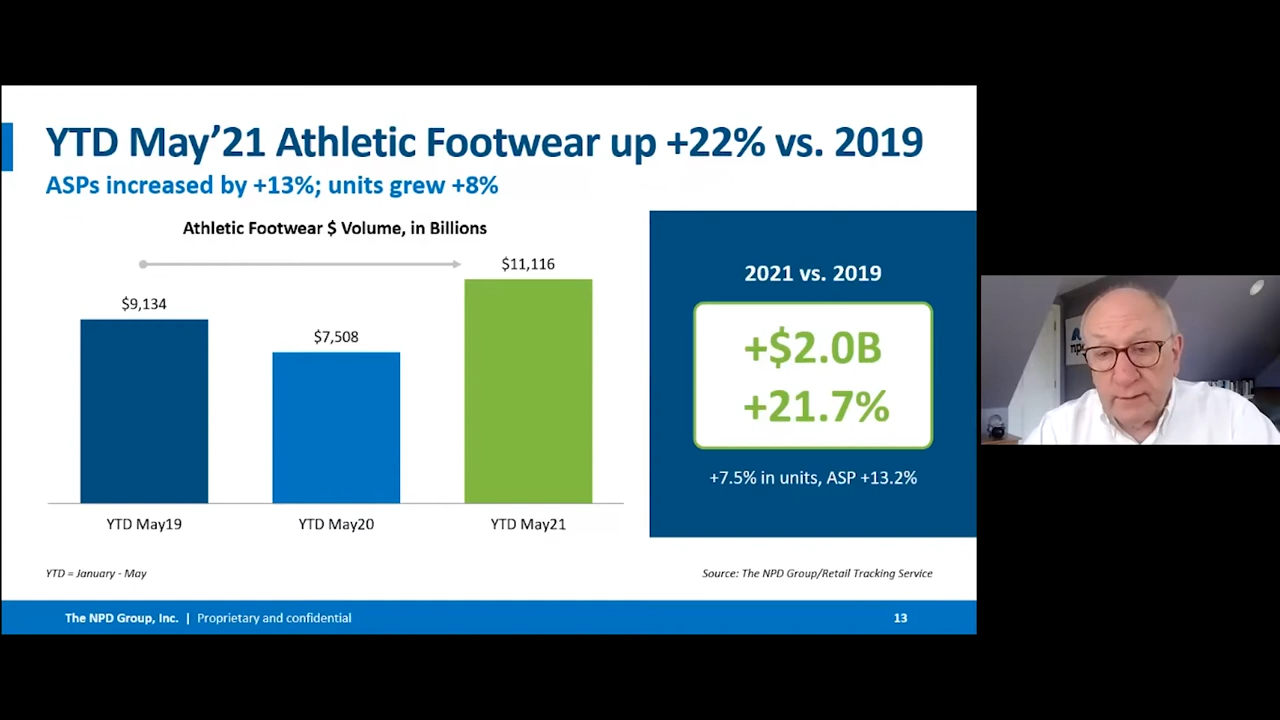 YTD May’21 Athletic Footwear up +22% vs. 2019
ASPs increased by +13%; units grew +8%
Athletic Footwear $ Volume, in Billions
$9,134
$7,508
$11,116
YTD May19
YTD May20
YTD May21
2021 vs. 2019
+$2.0B
+21.7%
+7.5% in units, ASP +13.2%
YTD = January - May
Source: The NPD Group/Retail Tracking Service
The NPD Group, Inc. | Proprietary and confidential
13